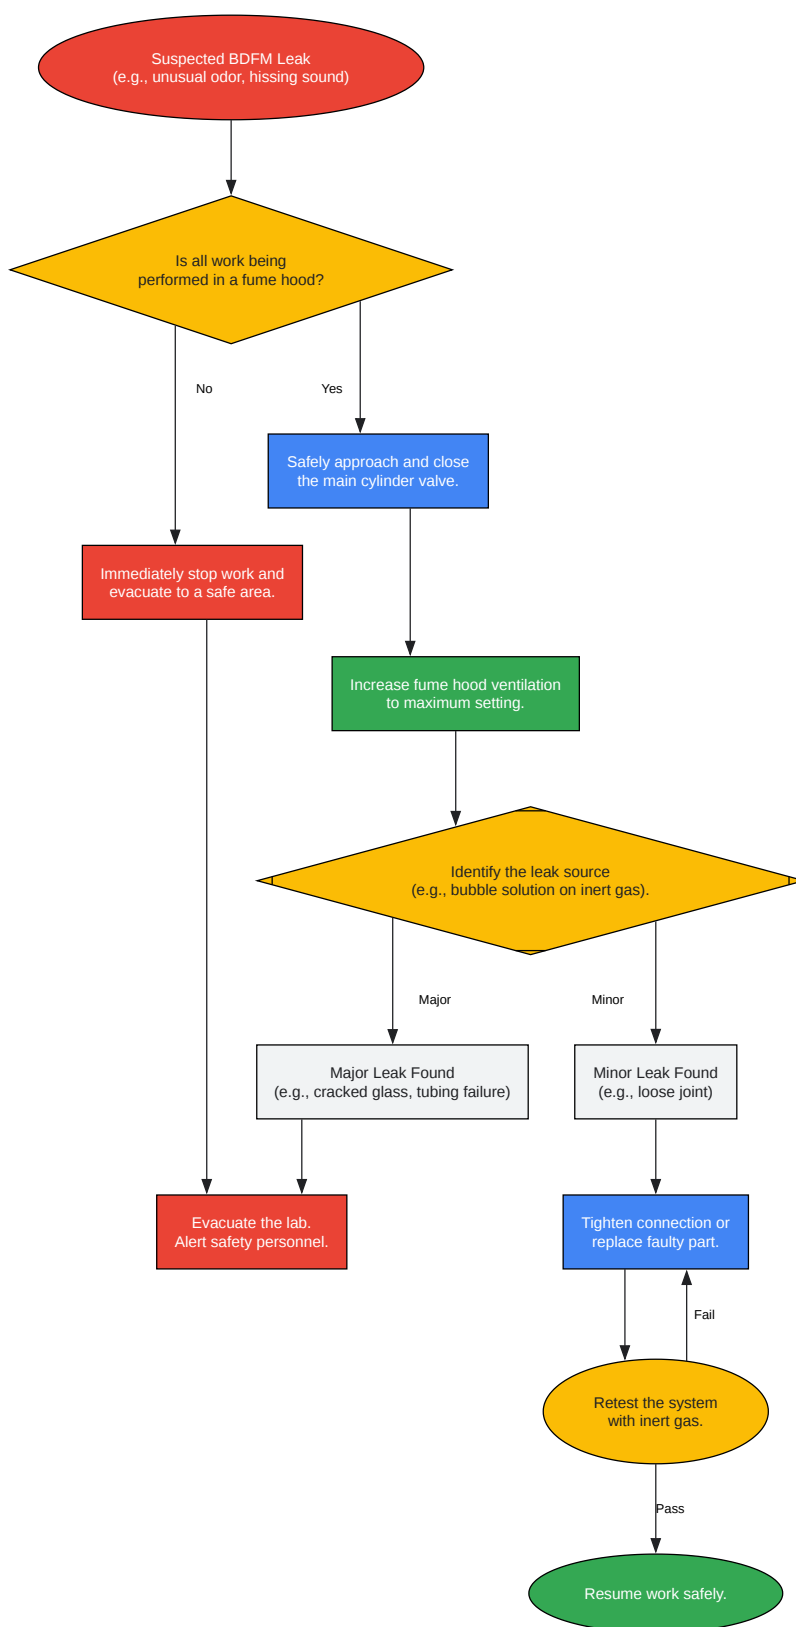 Suspected BDFM Leak
(e.g., unusual odor, hissing sound)
Is all work being
performed in a fume hood?
No
Yes
Safely approach and close
the main cylinder valve.
Immediately stop work and
evacuate to a safe area.
Increase fume hood ventilation
to maximum setting.
Identify the leak source
(e.g., bubble solution on inert gas).
Major
Minor
Major Leak Found
(e.g., cracked glass, tubing failure)
Minor Leak Found
(e.g., loose joint)
Evacuate the lab.
Alert safety personnel.
Tighten connection or
replace faulty part.
Fail
Retest the system
with inert gas.
Pass
Resume work safely.